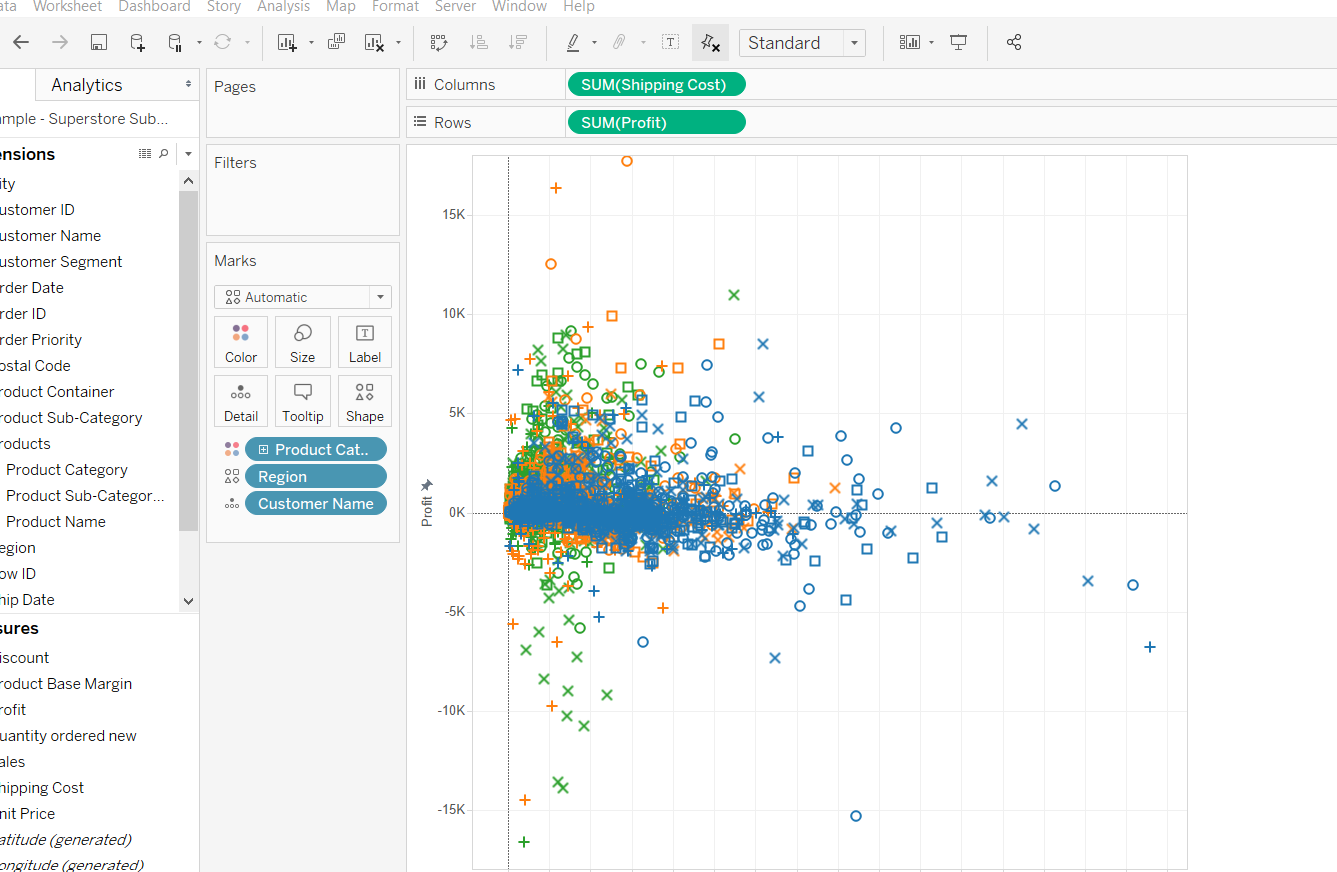 ata Worksheet Dashboard Story Analysis Map Format Server Window Help
Standard
Analytics
ample - Superstore Sub...
ensions
ity
ustomer ID
ustomer Name
ustomer Segment
rder Date
rder ID
rder Priority
ostal Code
roduct Container
roduct Sub-Category
roducts
Product Category
Product Sub-Categor...
Product Name
egion
ow ID
hip Date
sures
iscount
roduct Base Margin
rofit
uantity ordered new
ales
hipping Cost
nit Price
atitude (generated)
ongitude (generated)
Pages
Filters
Marks
Automatic
Color Size Label
Detail Tooltip Shape
Product Cat..
Region
Customer Name
Columns SUM(Shipping Cost)
Rows SUM(Profit)
Profit
15K
10K
5K
0K
-5K
-10K
-15K